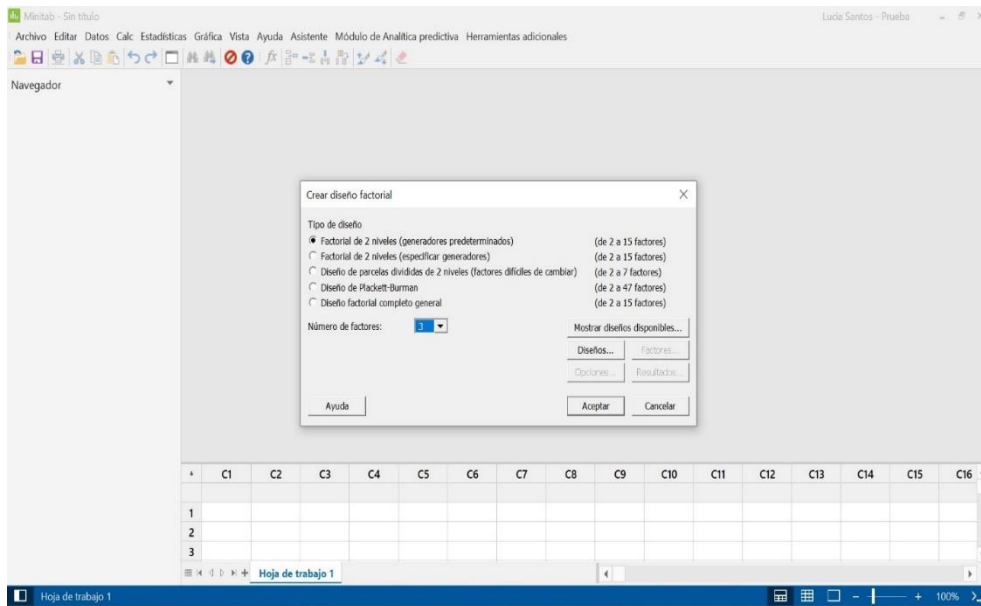 Minitab - Sin título
Lucia Santos - Prueba
Archivo Editar Datos Calc Estadísticas Gráfica Vista Ayuda Asistente Módulo de Analítica predictiva Herramientas adicionales
Navegador
Crear diseño factorial
Tipo de diseño
Factorial de 2 niveles (generadores predeterminados) (de 2 a 15 factores)
Factorial de 2 niveles (especificar generadores) (de 2 a 15 factores)
Diseño de parcelas divididas de 2 niveles (factores difíciles de cambiar) (de 2 a 7 factores)
Diseño de Plackett-Burman (de 2 a 47 factores)
Diseño factorial completo general (de 2 a 15 factores)
Número de factores: 3
Mostrar diseños disponibles...
Diseños... Factores...
Opciones... Resultados...
Ayuda Aceptar Cancelar
C1 C2 C3 C4 C5 C6 C7 C8 C9 C10 C11 C12 C13 C14 C15 C16
1
2
3
Hoja de trabajo 1
Hoja de trabajo 1
100%